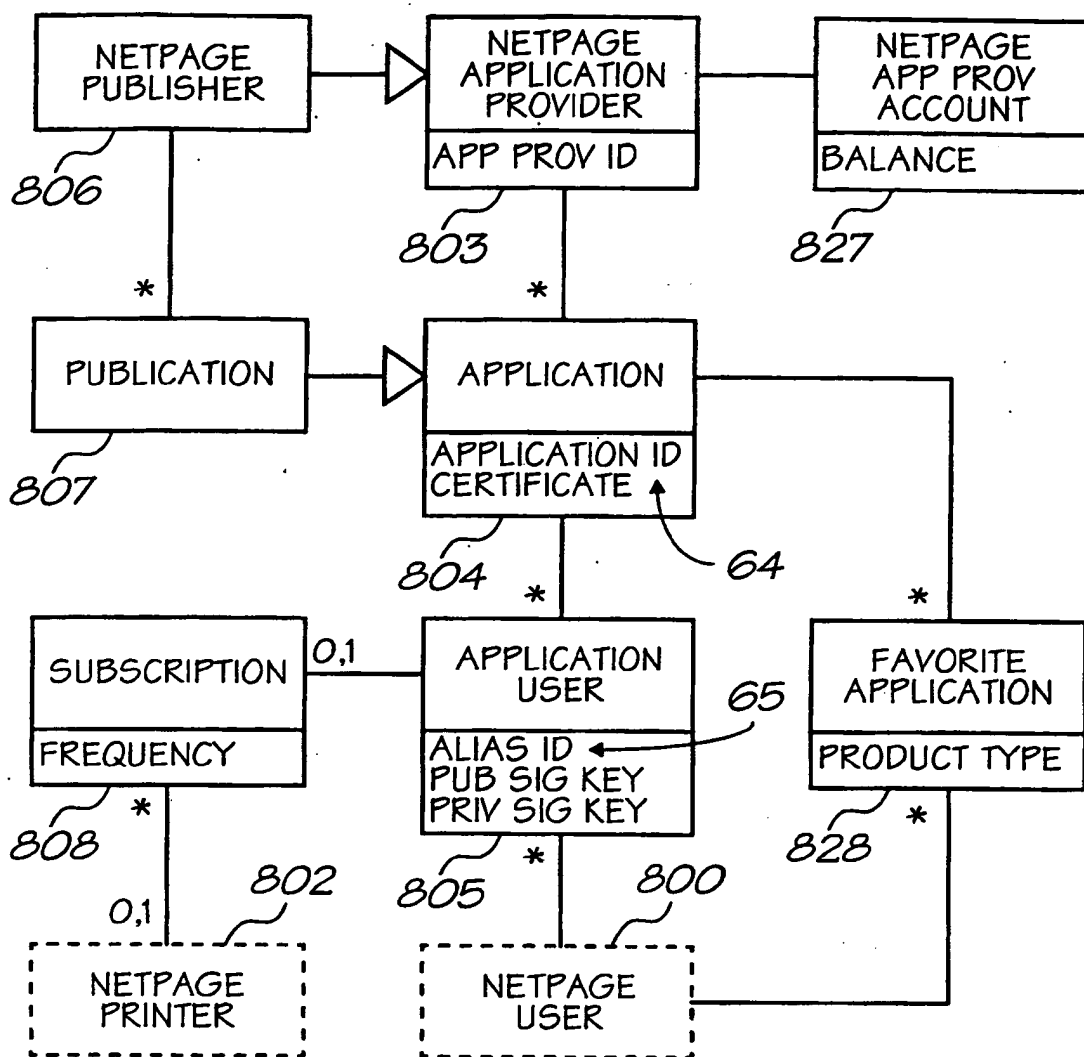 NETPAGE
PUBLISHER
NETPAGE
APPLICATION
PROVIDER
APP PROV ID
NETPAGE
APP PROV
ACCOUNT
BALANCE
806
803
827
*
*
PUBLICATION
APPLICATION
APPLICATION ID
CERTIFICATE
807
804
64
*
*
SUBSCRIPTION
FREQUENCY
0,1
APPLICATION
USER
ALIAS ID
PUB SIG KEY
PRIV SIG KEY
65
FAVORITE
APPLICATION
PRODUCT TYPE
808
*
805
*
828
*
802
800
0,1
NETPAGE
PRINTER
NETPAGE
USER